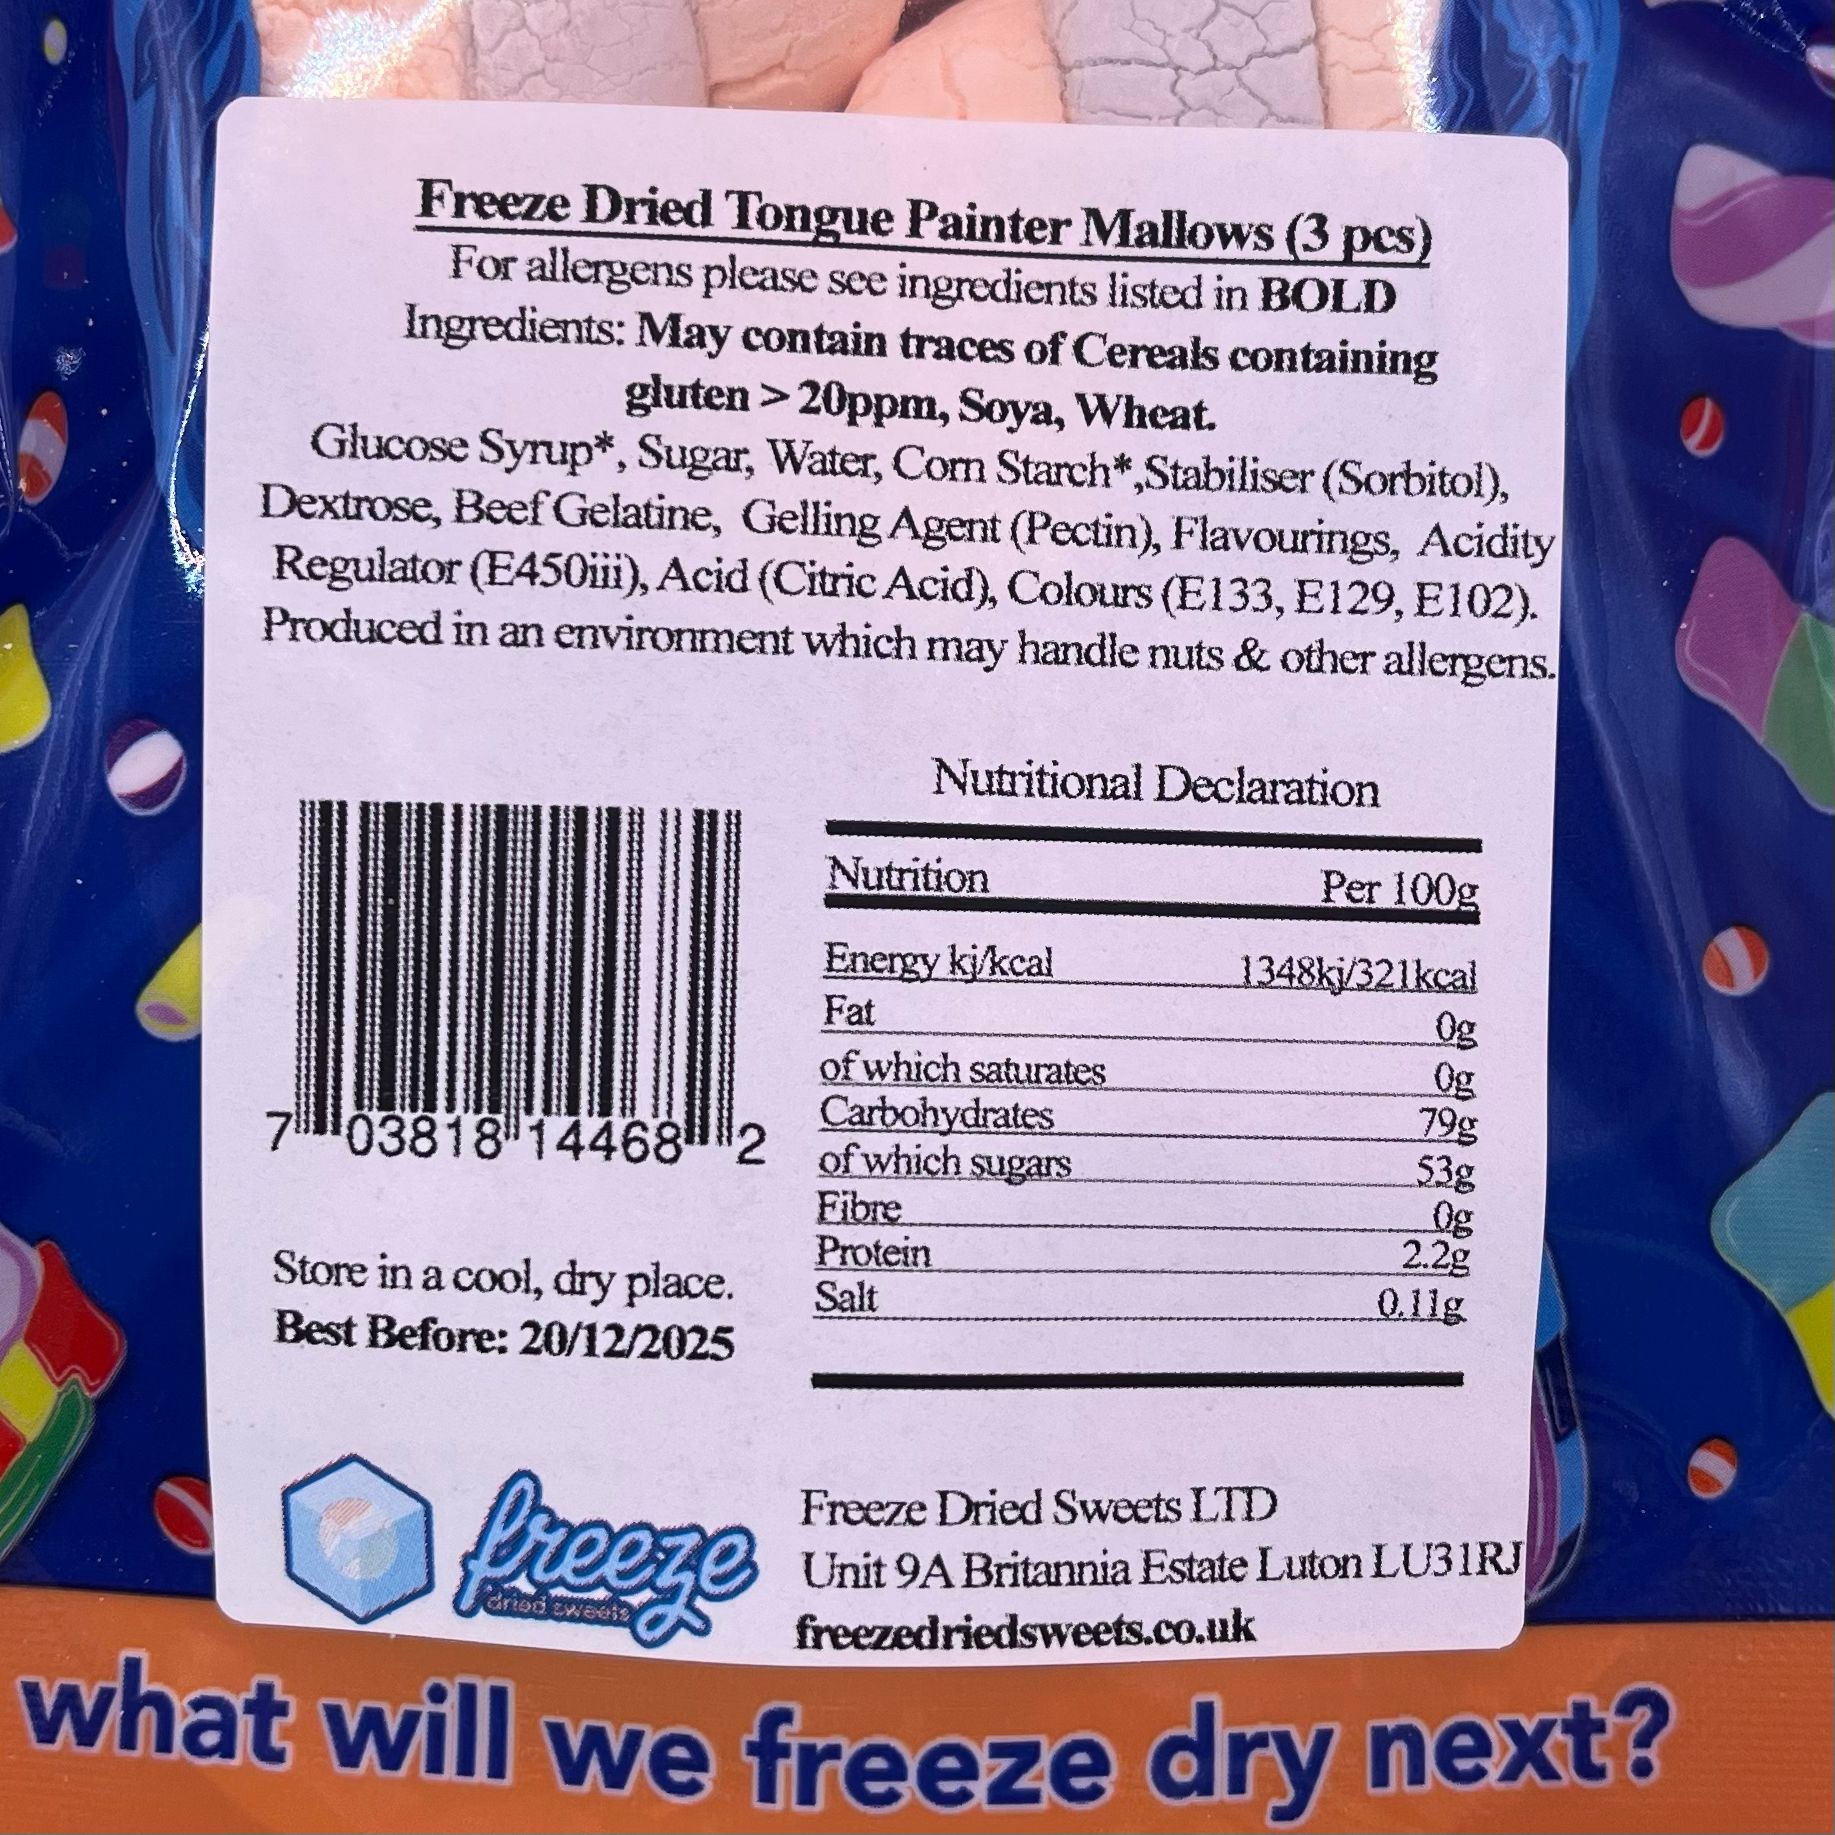 Freeze Dried Tongue Painter Mallows (3 pcs)
For allergens please see ingredients listed in BOLD
Ingredients: May contain traces of Cereals containing
gluten > 20ppm, Soya, Wheat.
Glucose Syrup*, Sugar, Water, Corn Starch*,Stabiliser (Sorbitol),
Dextrose, Beef Gelatine, Gelling Agent (Pectin), Flavourings, Acidity
Regulator (E450iii), Acid (Citric Acid), Colours (E133, E129, E102).
Produced in an environment which may handle nuts & other allergens.
Nutritional Declaration
Nutrition Per 100g
Energy kj/kcal 1348kj/321kcal
Fat 0g
of which saturates 0g
Carbohydrates 79g
of which sugars 53g
Fibre 0g
Protein 2.2g
Salt 0.11g
7 03818 14468 2
Store in a cool, dry place.
Best Before: 20/12/2025
freeze
dried sweets
Freeze Dried Sweets LTD
Unit 9A Britannia Estate Luton LU31RJ
freezedriedsweets.co.uk
what will we freeze dry next?